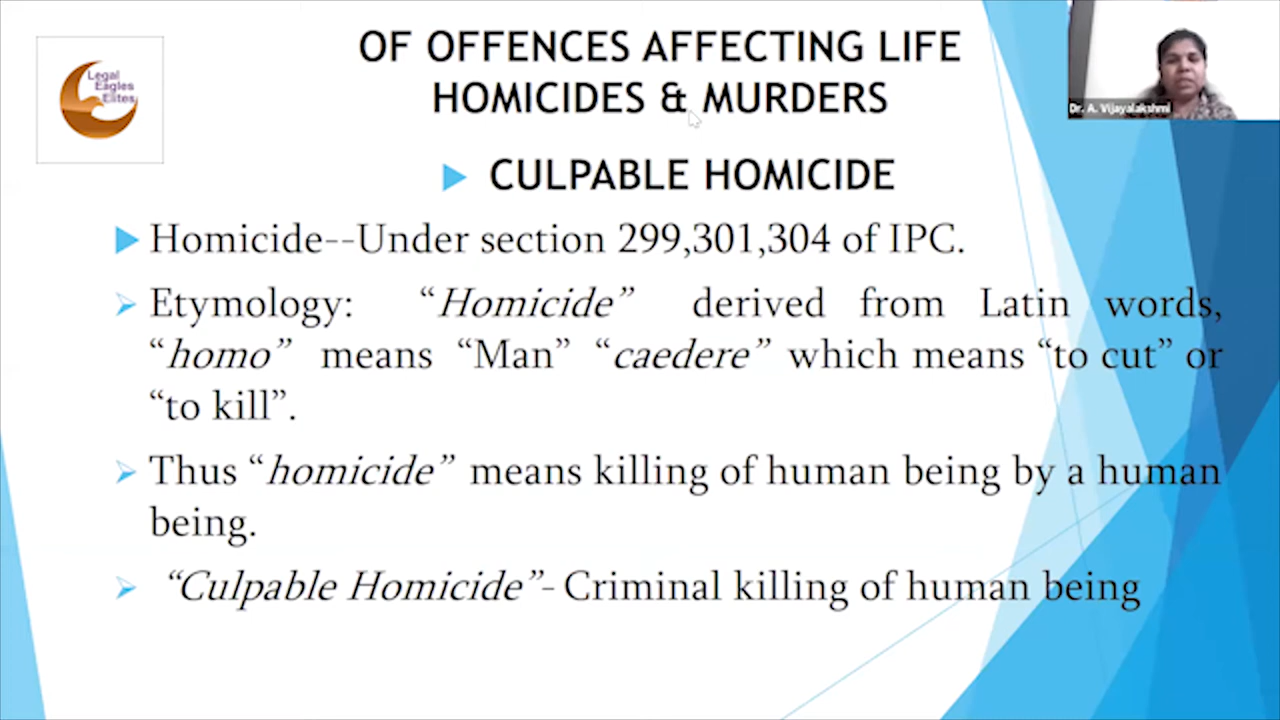 Legal
Eagles
Elites
OF OFFENCES AFFECTING LIFE
HOMICIDES & MURDERS
Dr. A. Vijayalakshmi
CULPABLE HOMICIDE
Homicide--Under section 299,301,304 of IPC.
Etymology: “Homicide” derived from Latin words,
“homo” means “Man” “caedere” which means “to cut” or
“to kill”.
Thus “homicide” means killing of human being by a human
being.
“Culpable Homicide”- Criminal killing of human being